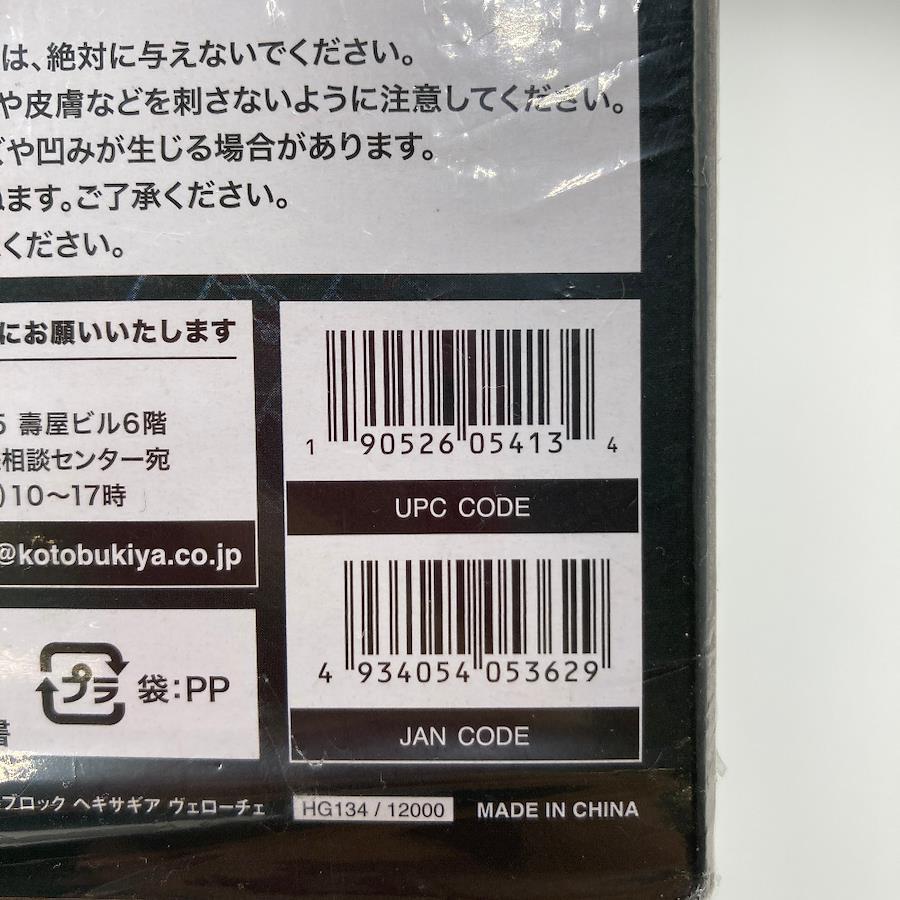 は、絶対に与えないでください。
や皮膚などを刺さないように注意してください。
や凹みが生じる場合があります。
ます。ご了承ください。
ください。
にお願いいたします
5 壽屋ビル6階
相談センター宛
)10〜17時
@kotobukiya.co.jp
プラ 袋:PP
書
ブロック ヘキサギア ヴェローチェ
1 90526 05413 4
UPC CODE
4 934054 053629
JAN CODE
HG134 / 12000
MADE IN CHINA